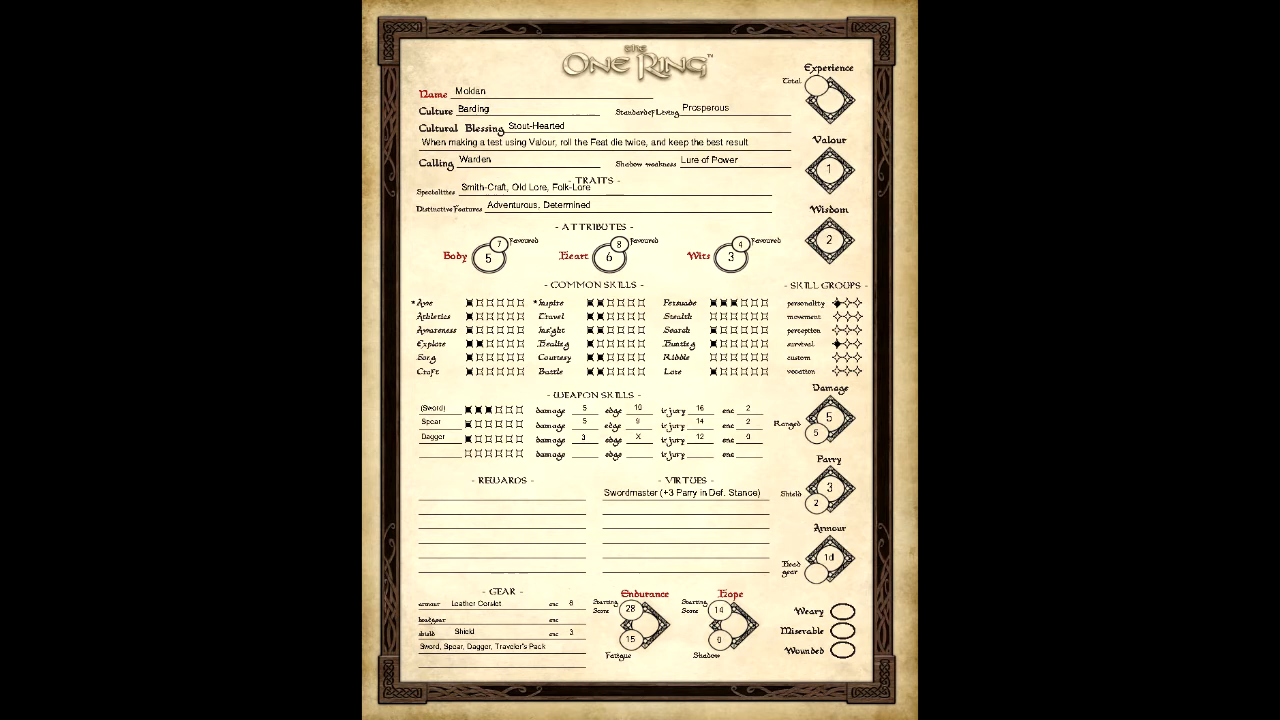 the
ONE RING™
Experience
Total
Name Moldan
Culture Barding Standard of Living Prosperous
Cultural Blessing Stout-Hearted
When making a test using Valour, roll the Feat die twice, and keep the best result
Valour
1
Calling Warden Shadow weakness Lure of Power
- TRAITS -
Specialities Smith-Craft, Old Lore, Folk-Lore
Distinctive Features Adventurous, Determined
Wisdom
2
- ATTRIBUTES -
Body 5 7 Favoured Heart 6 8 Favoured Wits 3 4 Favoured
- COMMON SKILLS - - SKILL GROUPS -
*Awe *Inspire Persuade personality
Athletics Travel Stealth movement
Awareness Insight Search perception
Explore Healing Hunting survival
Song Courtesy Riddle custom
Craft Battle Lore vocation
- WEAPON SKILLS -
(Sword) damage 5 edge 10 injury 16 enc 2
Spear damage 5 edge 9 injury 14 enc 2
Dagger damage 3 edge X injury 12 enc 0
damage edge injury enc
Damage
5
Ranged 5
Parry
3
Shield 2
- REWARDS - - VIRTUES -
Swordmaster (+3 Parry in Def. Stance)
Armour
1d
Head gear
- GEAR -
armour Leather Corslet enc 8
headgear enc
shield Shield enc 3
Sword, Spear, Dagger, Traveler's Pack
Endurance
Starting Score 28
15
Fatigue
Hope
Starting Score 14
0
Shadow
Weary
Miserable
Wounded